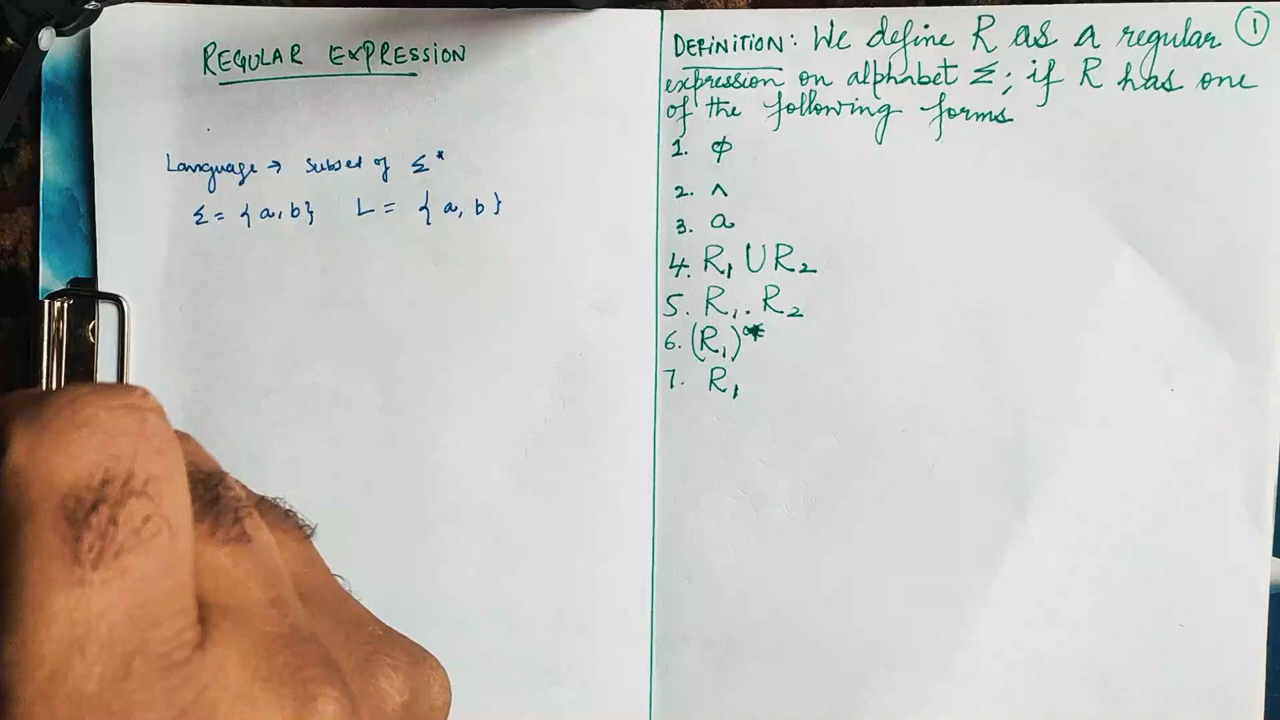 REGULAR EXPRESSION
Language → Subset of Σ*
Σ = {a, b} L = {a, b}
DEFINITION: We define R as a regular ①
expression on alphabet Σ; if R has one
of the following forms
1. φ
2. ^
3. a
4. R₁ U R₂
5. R₁ . R₂
6. (R₁)*
7. R₁